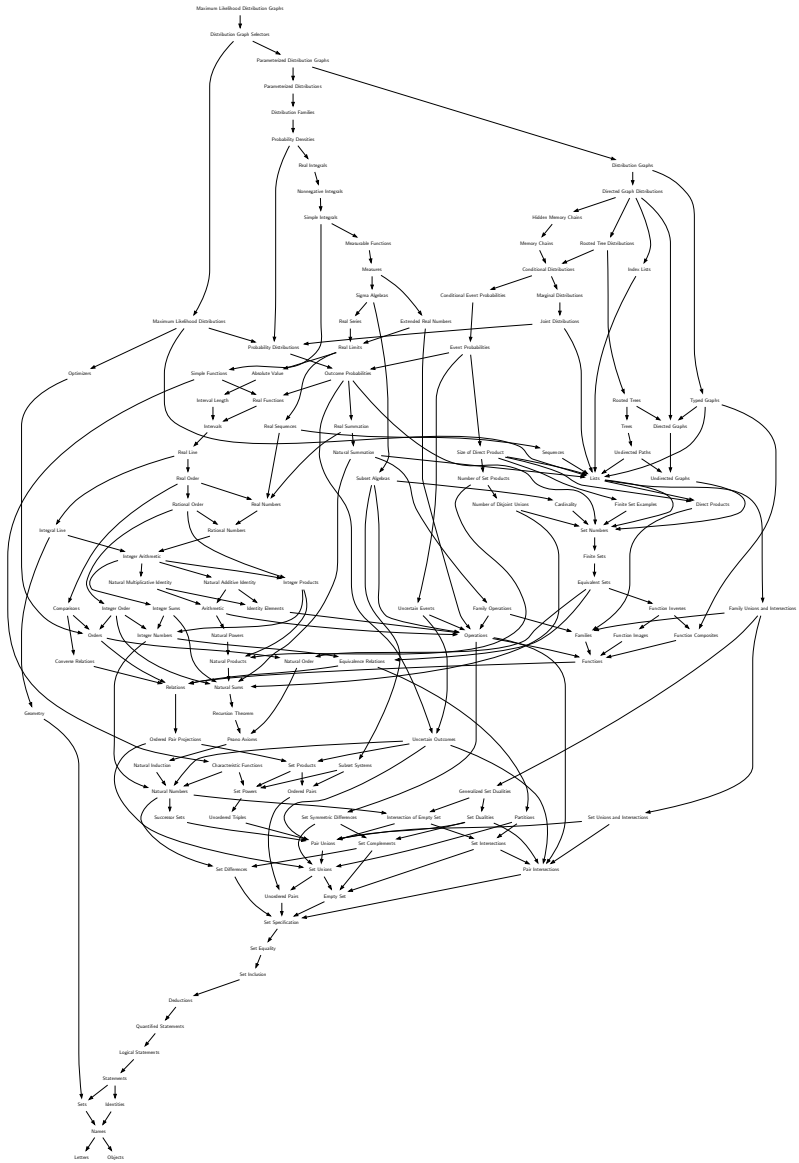 Maximum Likelihood Distribution Graphs
Distribution Graph Selectors
Parameterized Distribution Graphs
Parameterized Distributions
Distribution Families
Probability Densities
Real Integrals Distribution Graphs
Nonnegative Integrals Directed Graph Distributions
Simple Integrals Hidden Memory Chains
Measurable Functions Memory Chains Rooted Tree Distributions
Measures Conditional Distributions Index Lists
Sigma Algebras Conditional Event Probabilities Marginal Distributions
Maximum Likelihood Distributions Real Series Extended Real Numbers Joint Distributions
Probability Distributions Real Limits Event Probabilities
Optimizers Simple Functions Absolute Value Outcome Probabilities
Interval Length Real Functions Rooted Trees Typed Graphs
Intervals Real Sequences Real Summation Trees Directed Graphs
Real Line Natural Summation Size of Direct Product Sequences Undirected Paths
Real Order Subset Algebras Number of Set Products Lists Undirected Graphs
Rational Order Real Numbers Number of Disjoint Unions Cardinality Finite Set Examples Direct Products
Integral Line Rational Numbers Set Numbers
Integer Arithmetic Finite Sets
Natural Multiplicative Identity Natural Additive Identity Integer Products Equivalent Sets
Comparisons Integer Order Integer Sums Arithmetic Identity Elements Uncertain Events Family Operations Function Inverses Family Unions and Intersections
Orders Integer Numbers Natural Powers Operations Families Function Images Function Composites
Converse Relations Natural Products Natural Order Equivalence Relations Functions
Relations Natural Sums
Geometry Recursion Theorem
Ordered Pair Projections Peano Axioms Uncertain Outcomes
Natural Induction Characteristic Functions Set Products Subset Systems
Natural Numbers Set Powers Ordered Pairs Generalized Set Dualities
Successor Sets Unordered Triples Set Symmetric Differences Intersection of Empty Set Set Dualities Partitions Set Unions and Intersections
Pair Unions Set Complements Set Intersections
Set Differences Set Unions Pair Intersections
Unordered Pairs Empty Set
Set Specification
Set Equality
Set Inclusion
Deductions
Quantified Statements
Logical Statements
Statements
Sets Identities
Names
Letters Objects